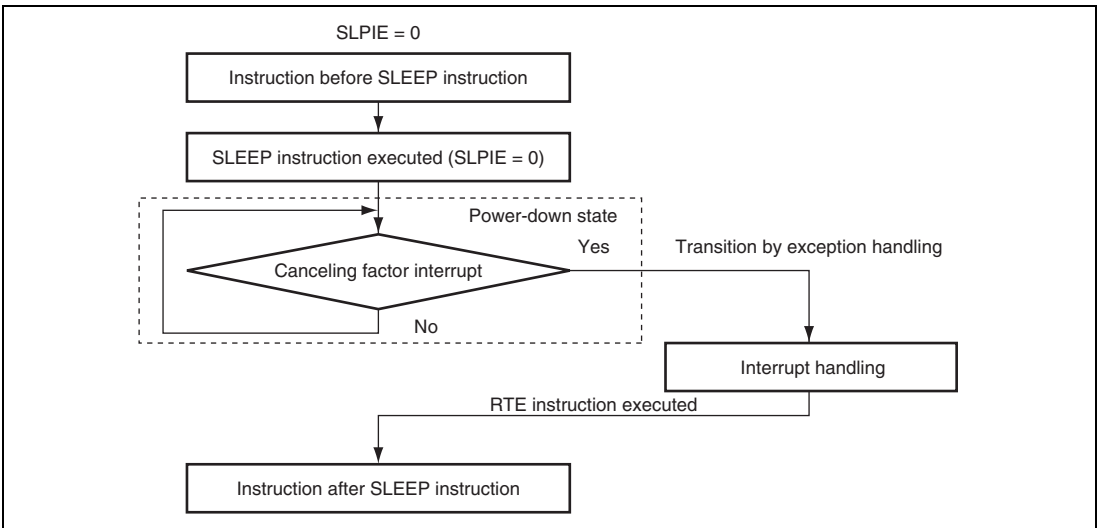 SLPIE = 0
Instruction before SLEEP instruction
SLEEP instruction executed (SLPIE = 0)
Power-down state
Yes
Transition by exception handling
Canceling factor interrupt
No
Interrupt handling
RTE instruction executed
Instruction after SLEEP instruction